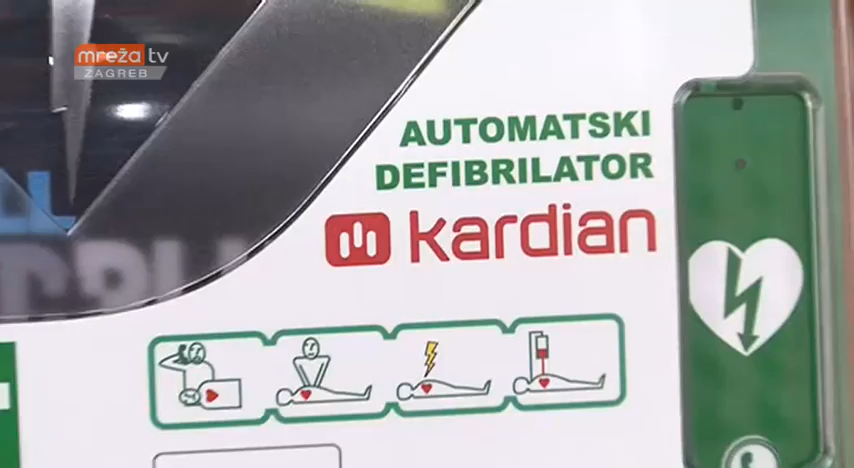 mreža tv
ZAGREB
AUTOMATSKI
DEFIBRILATOR
kardian